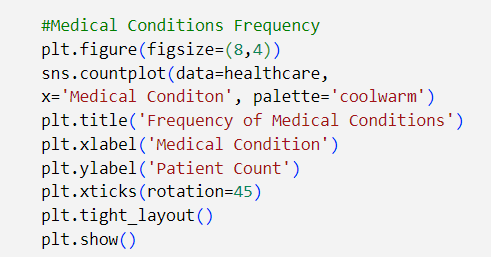 #Medical Conditions Frequency
plt.figure(figsize=(8,4))
sns.countplot(data=healthcare,
x='Medical Conditon', palette='coolwarm')
plt.title('Frequency of Medical Conditions')
plt.xlabel('Medical Condition')
plt.ylabel('Patient Count')
plt.xticks(rotation=45)
plt.tight_layout()
plt.show()